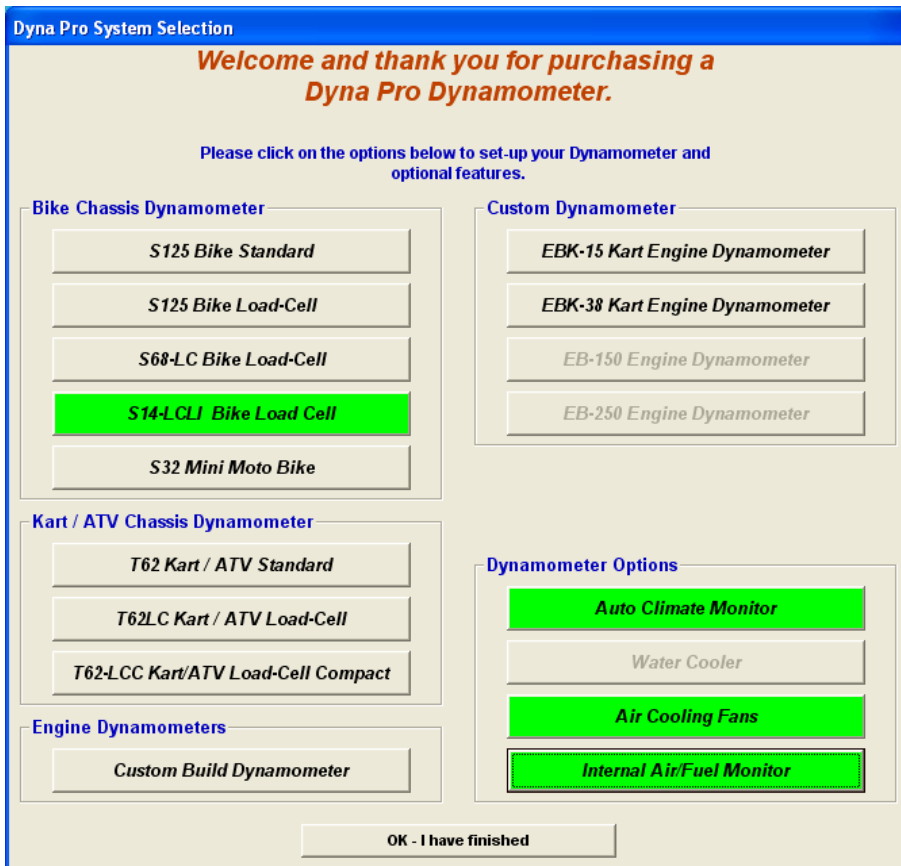 Dyna Pro System Selection
Welcome and thank you for purchasing a
Dyna Pro Dynamometer.
Please click on the options below to set-up your Dynamometer and
optional features.
Bike Chassis Dynamometer
S125 Bike Standard
S125 Bike Load-Cell
S68-LC Bike Load-Cell
S14-LCLI  Bike Load Cell
S32 Mini Moto Bike
Kart / ATV Chassis Dynamometer
T62 Kart / ATV Standard
T62LC Kart / ATV Load-Cell
T62-LCC Kart/ATV Load-Cell Compact
Engine Dynamometers
Custom Build Dynamometer
Custom Dynamometer
EBK-15 Kart Engine Dynamometer
EBK-38 Kart Engine Dynamometer
EB-150 Engine Dynamometer
EB-250 Engine Dynamometer
Dynamometer Options
Auto Climate Monitor
Water Cooler
Air Cooling Fans
Internal Air/Fuel Monitor
OK - I have finished